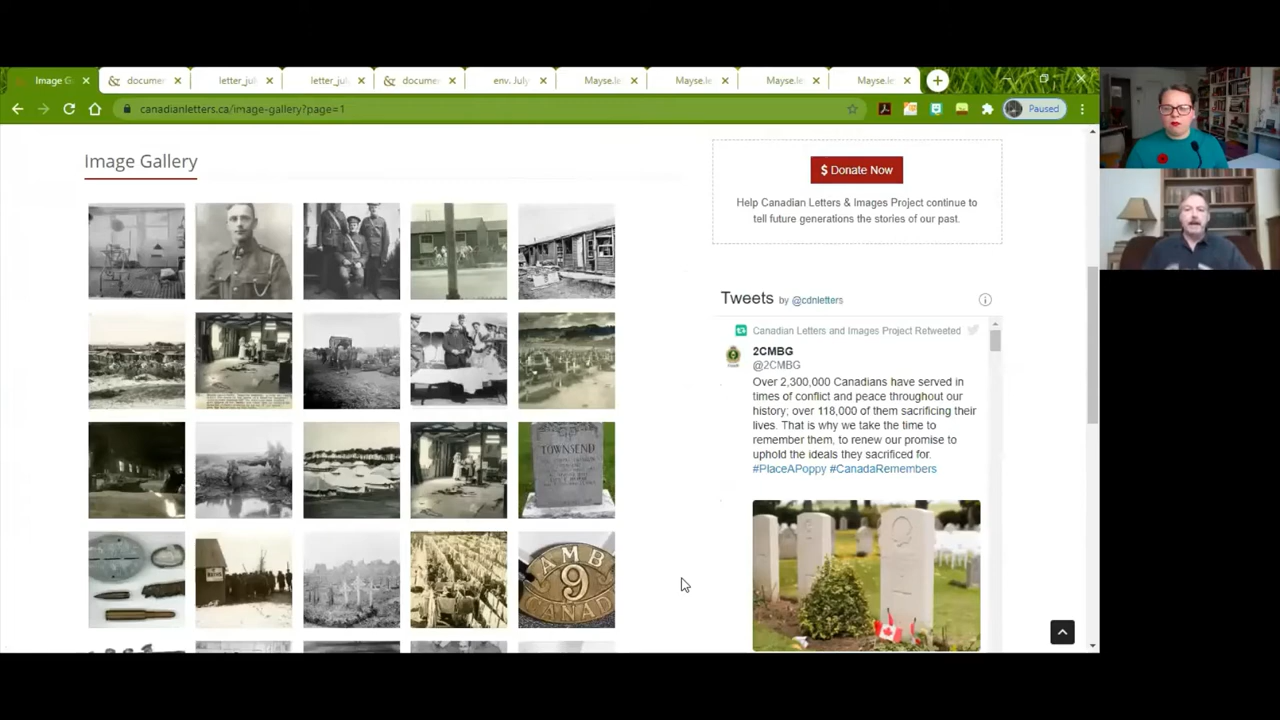 Image G
docume
letter_jul
letter_jul
docume
env. July
Mayse.le
Mayse.le
Mayse.le
Mayse.le
canadianletters.ca/image-gallery?page=1
Paused
Image Gallery
$ Donate Now
Help Canadian Letters & Images Project continue to
tell future generations the stories of our past.
Tweets by @cdnletters
Canadian Letters and Images Project Retweeted
2CMBG
@2CMBG
Over 2,300,000 Canadians have served in
times of conflict and peace throughout our
history; over 118,000 of them sacrificing their
lives. That is why we take the time to
remember them, to renew our promise to
uphold the ideals they sacrificed for.
#PlaceAPoppy #CanadaRemembers
TOWNSEND
AMB
9
CANAD